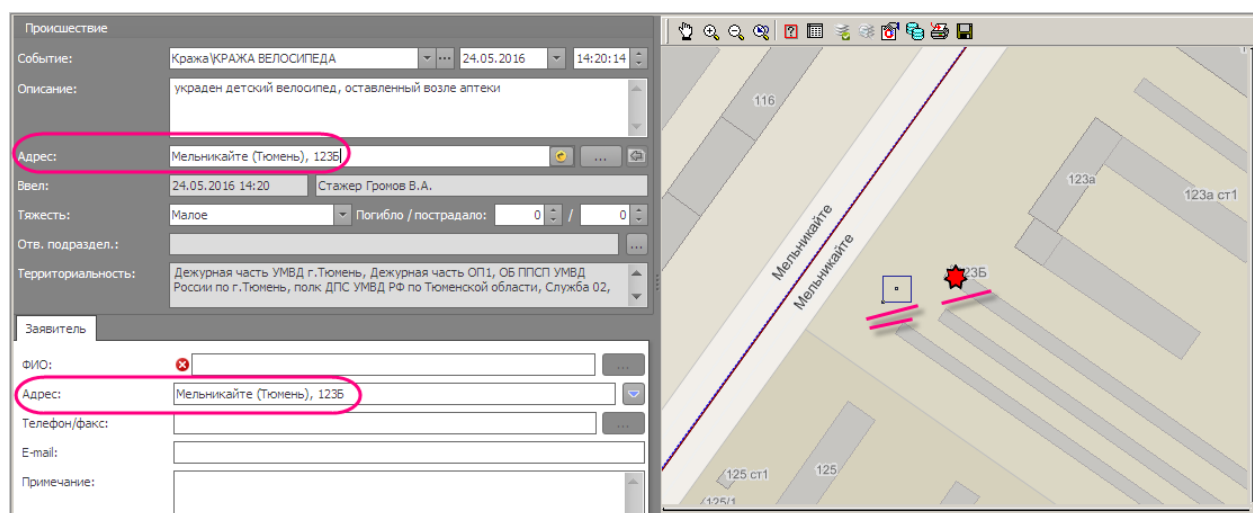 Происшествие
Событие: Кража\КРАЖА ВЕЛОСИПЕДА ... 24.05.2016 14:20:14
Описание: украден детский велосипед, оставленный возле аптеки
Адрес: Мельникайте (Тюмень), 123Б ...
Ввел: 24.05.2016 14:20 Стажер Громов В.А.
Тяжесть: Малое Погибло / пострадало: 0 / 0
Отв. подраздел.: ...
Территориальность: Дежурная часть УМВД г.Тюмень, Дежурная часть ОП1, ОБ ППСП УМВД
России по г.Тюмень, полк ДПС УМВД РФ по Тюменской области, Служба 02,
Заявитель
ФИО: ...
Адрес: Мельникайте (Тюмень), 123Б
Телефон/факс: ...
E-mail:
Примечание:
116
123а
123а ст1
Мельникайте
Мельникайте
23Б
125 ст1
125
125/1